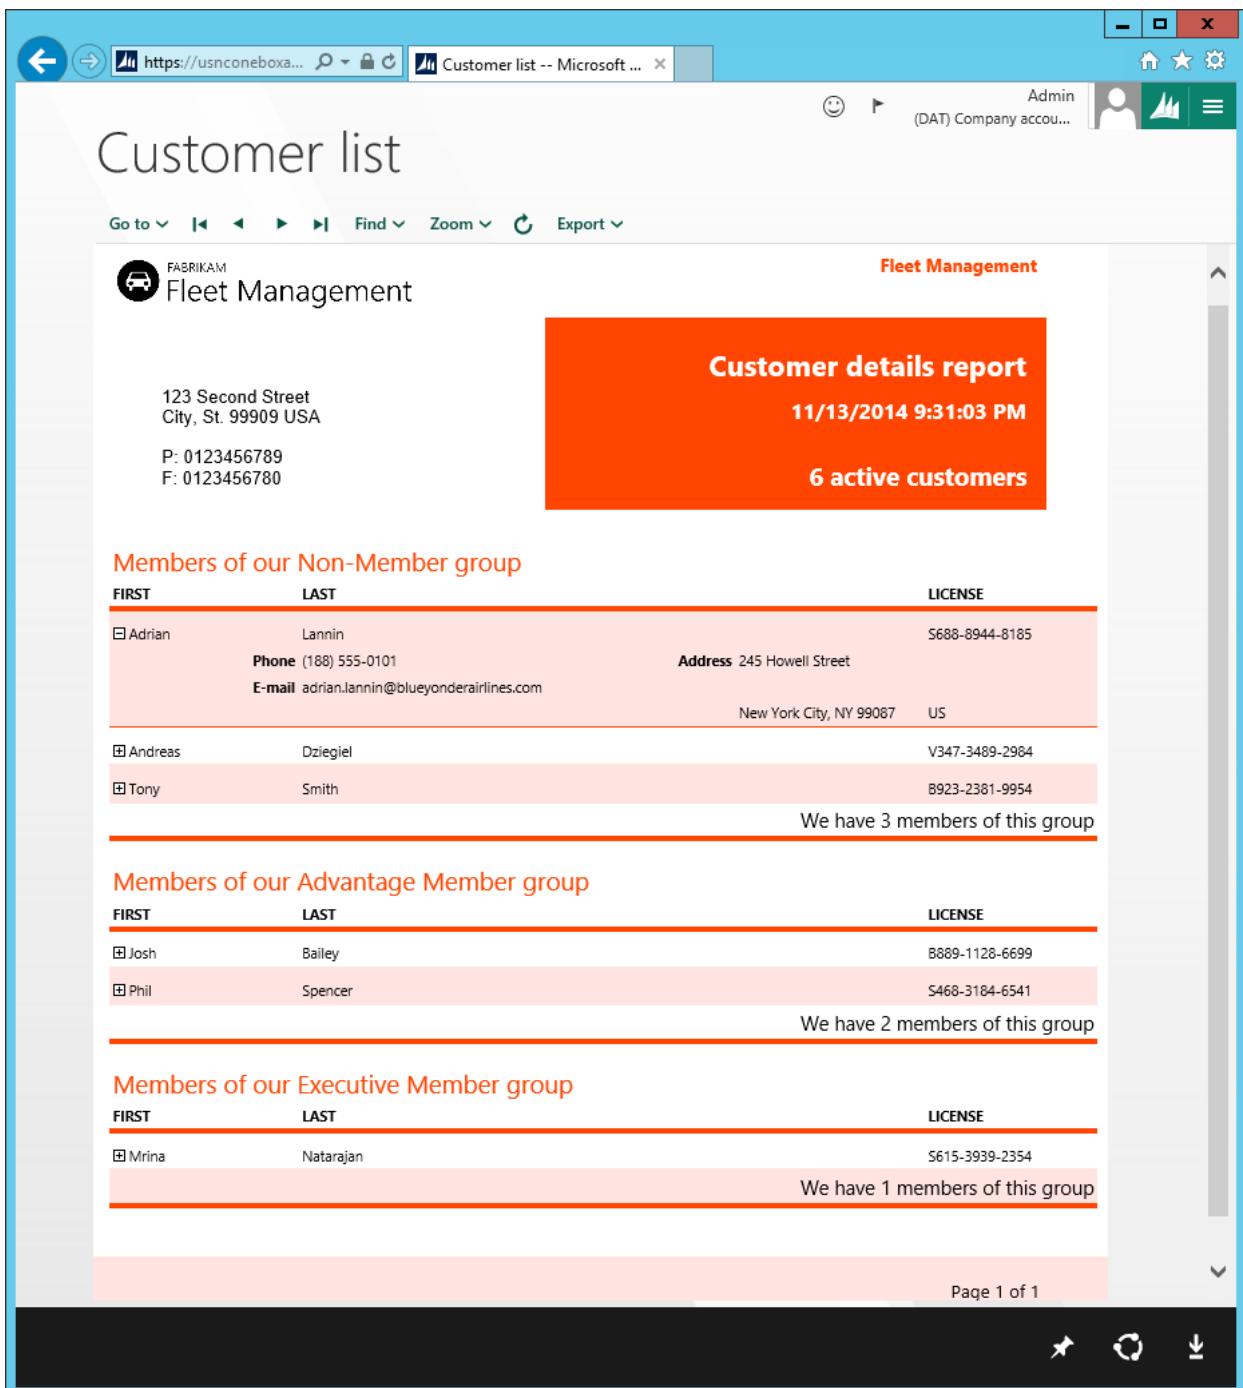 https://usnconeboxa...
Customer list -- Microsoft ...
Admin
(DAT) Company accou...
Customer list
Go to Find Zoom Export
FABRIKAM
Fleet Management
Fleet Management
Customer details report
11/13/2014 9:31:03 PM
6 active customers
123 Second Street
City, St. 99909 USA
P: 0123456789
F: 0123456780
Members of our Non-Member group
FIRST LAST LICENSE
Adrian Lannin S688-8944-8185
Phone (188) 555-0101 Address 245 Howell Street
E-mail adrian.lannin@blueyonderairlines.com
New York City, NY 99087 US
Andreas Dziegiel V347-3489-2984
Tony Smith B923-2381-9954
We have 3 members of this group
Members of our Advantage Member group
FIRST LAST LICENSE
Josh Bailey B889-1128-6699
Phil Spencer S468-3184-6541
We have 2 members of this group
Members of our Executive Member group
FIRST LAST LICENSE
Mrina Natarajan S615-3939-2354
We have 1 members of this group
Page 1 of 1